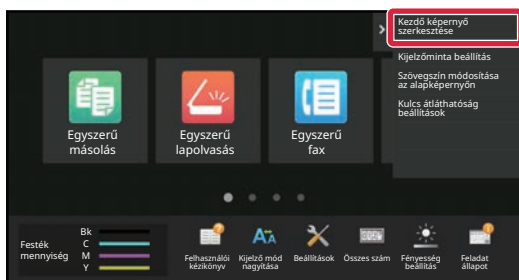 Kezdő képernyő
szerkesztése
Kijelzőminta beállítás
Szövegszín módosítása
az alapképernyőn
Kulcs átláthatóság
beállítások
Egyszerű
másolás
Egyszerű
lapolvasás
Egyszerű
fax
Festék
mennyiség
Bk
C
M
Y
Felhasználói
kézikönyv
Kijelző mód
nagyítása
Beállítások
Összes szám
Fényesség
beállítás
Feladat
állapot